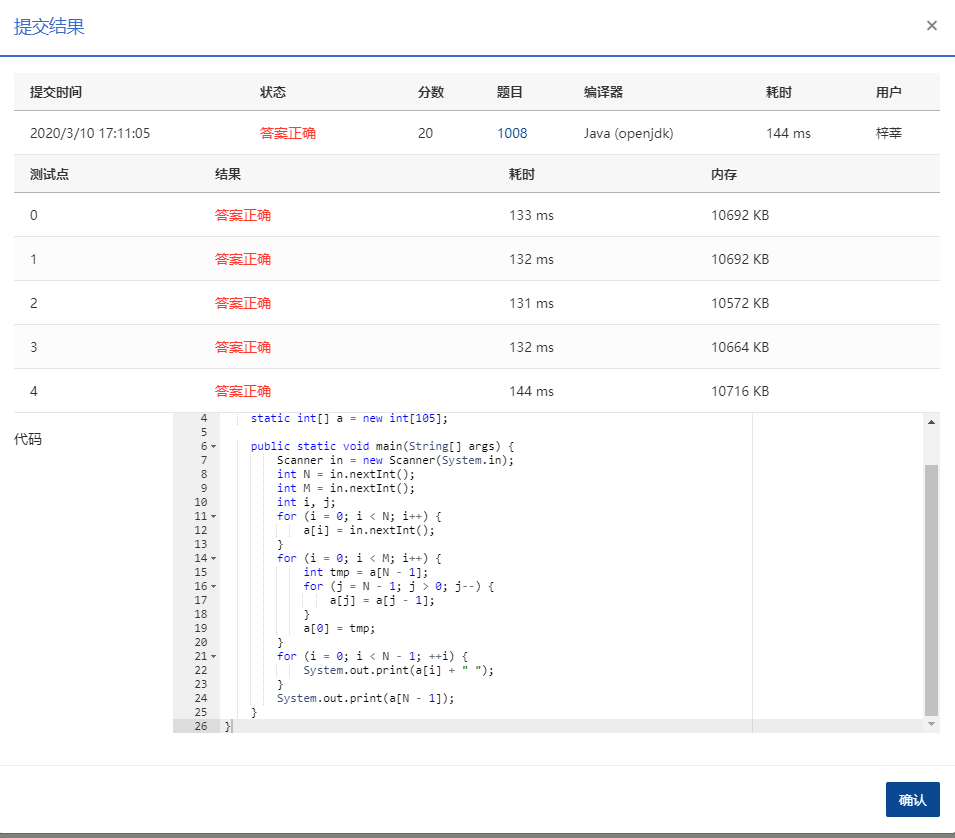 提交结果 ×
提交时间 状态 分数 题目 编译器 耗时 用户
2020/3/10 17:11:05 答案正确 20 1008 Java (openjdk) 144 ms 梓莘
测试点 结果 耗时 内存
0 答案正确 133 ms 10692 KB
1 答案正确 132 ms 10692 KB
2 答案正确 131 ms 10572 KB
3 答案正确 132 ms 10664 KB
4 答案正确 144 ms 10716 KB
代码
4 static int[] a = new int[105];
5
6 public static void main(String[] args) {
7 Scanner in = new Scanner(System.in);
8 int N = in.nextInt();
9 int M = in.nextInt();
10 int i, j;
11 for (i = 0; i < N; i++) {
12 a[i] = in.nextInt();
13 }
14 for (i = 0; i < M; i++) {
15 int tmp = a[N - 1];
16 for (j = N - 1; j > 0; j--) {
17 a[j] = a[j - 1];
18 }
19 a[0] = tmp;
20 }
21 for (i = 0; i < N - 1; ++i) {
22 System.out.print(a[i] + " ");
23 }
24 System.out.print(a[N - 1]);
25 }
26 }
确认